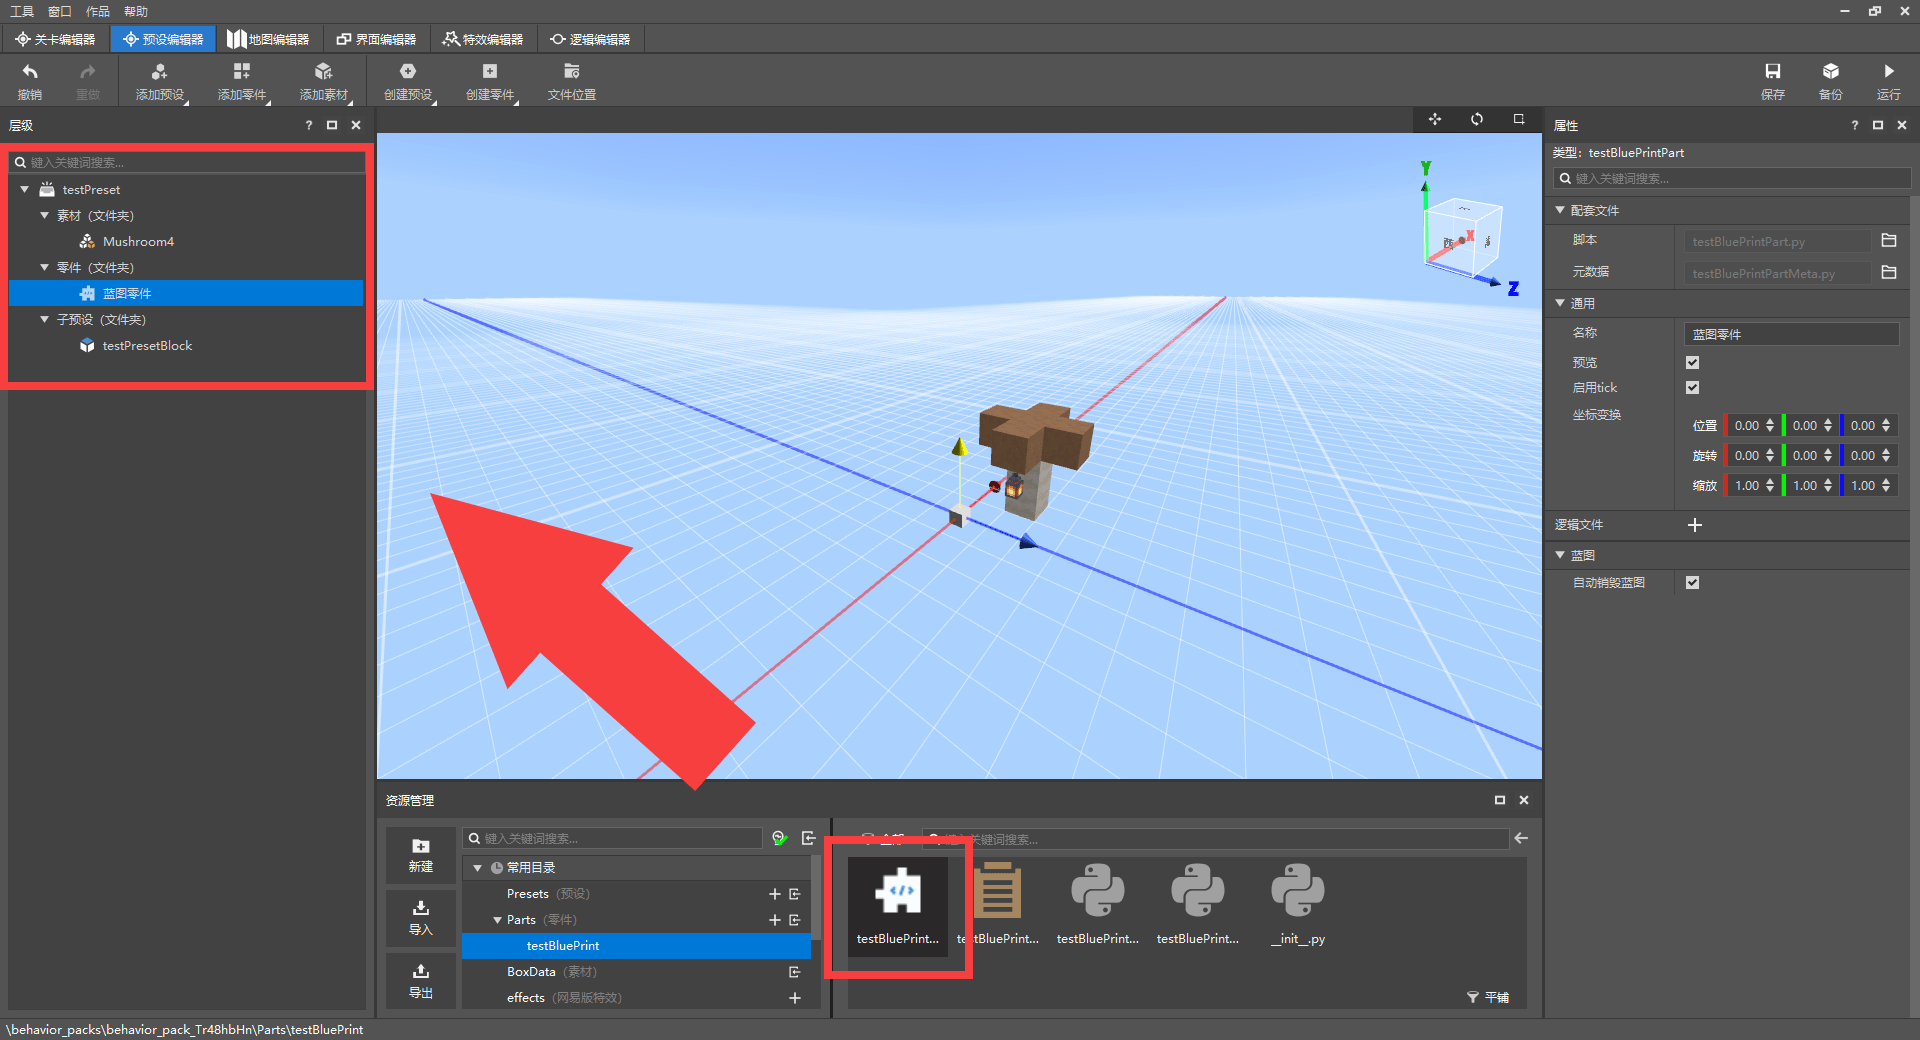 工具 窗口 作品 帮助
关卡编辑器 预设编辑器 地图编辑器 界面编辑器 特效编辑器 逻辑编辑器
撤销 重做 添加预设 添加零件 添加素材 创建预设 创建零件 文件位置 保存 备份 运行
层级 ?
键入关键词搜索...
testPreset
素材 (文件夹)
Mushroom4
零件 (文件夹)
蓝图零件
子预设 (文件夹)
testPresetBlock
Y
X
Z
西
属性 ?
类型: testBluePrintPart
键入关键词搜索...
配套文件
脚本 testBluePrintPart.py
元数据 testBluePrintPartMeta.py
通用
名称 蓝图零件
预览
启用tick
坐标变换
位置 0.00 0.00 0.00
旋转 0.00 0.00 0.00
缩放 1.00 1.00 1.00
逻辑文件
蓝图
自动销毁蓝图
资源管理
新建
导入
导出
键入关键词搜索...
常用目录
Presets (预设)
Parts (零件)
testBluePrint
BoxData (素材)
effects (网易版特效)
关键词搜索...
testBluePrint... testBluePrint... testBluePrint... testBluePrint... __init__.py
平铺
\behavior_packs\behavior_pack_Tr48hbHn\Parts\testBluePrint